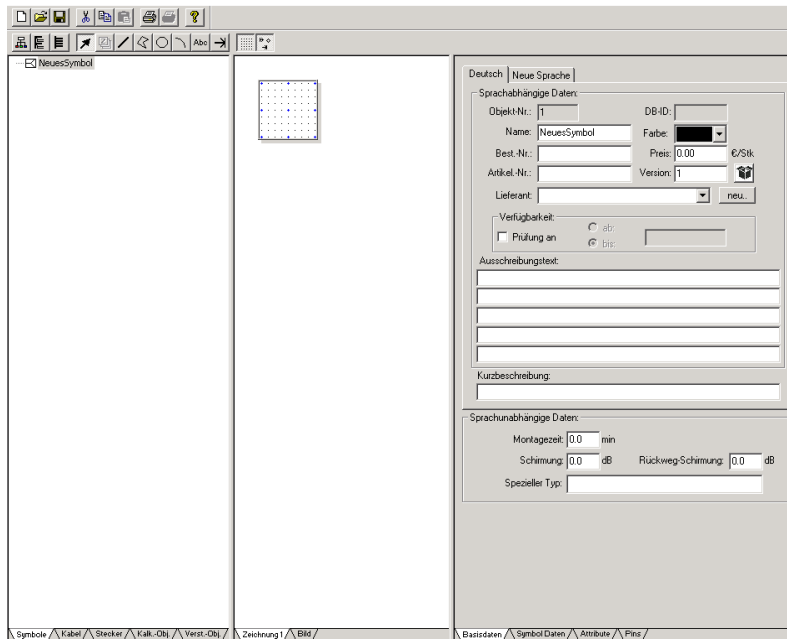 Abc
NeuesSymbol
Deutsch Neue Sprache
Sprachabhängige Daten:
Objekt-Nr.: 1 DB-ID:
Name: NeuesSymbol Farbe:
Best.-Nr.: Preis: 0.00 €/Stk
Artikel.-Nr.: Version: 1
Lieferant: neu..
Verfügbarkeit:
Prüfung an ab:
bis:
Ausschreibungstext:
Kurzbeschreibung:
Sprachunabhängige Daten:
Montagezeit: 0.0 min
Schirmung: 0.0 dB Rückweg-Schirmung: 0.0 dB
Spezieller Typ:
Symbole Kabel Stecker Kalk.-Obj. Verst.-Obj. Zeichnung1 Bild Basisdaten Symbol Daten Attribute Pins